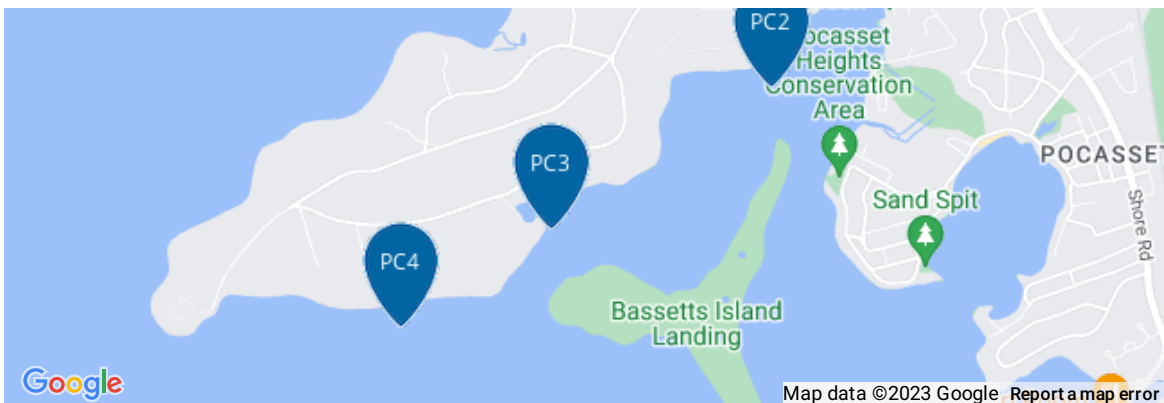 PC2
ocasset
Heights
Conservation
Area
PC3
POCASSET
Sand Spit
Shore Rd
PC4
Bassetts Island
Landing
Google
Map data ©2023 Google Report a map error